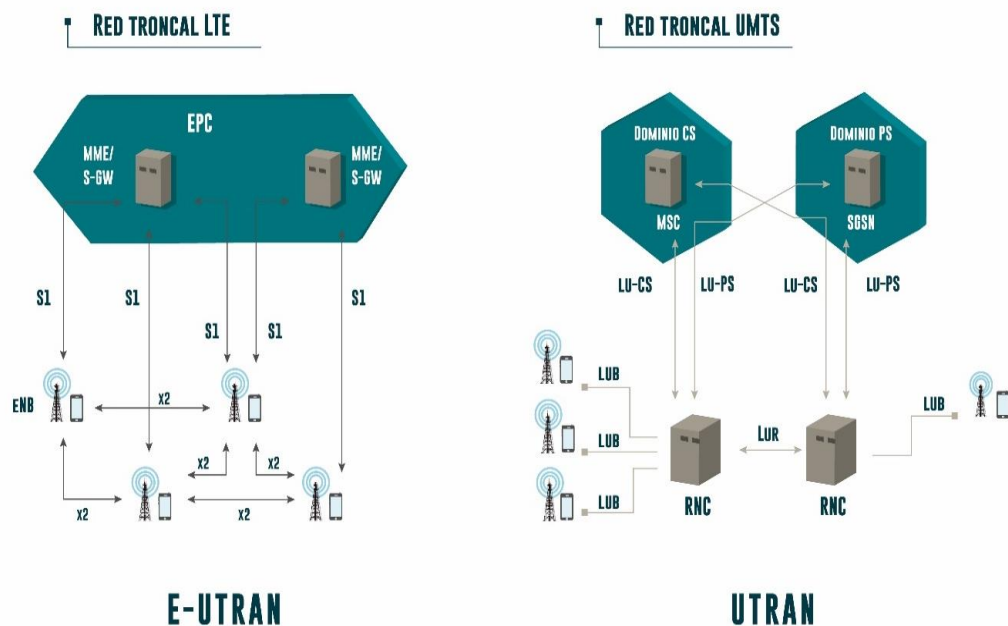 Red troncal LTE
EPC
MME/
S-GW
MME/
S-GW
S1
S1
S1
S1
eNB
x2
x2
x2
x2
x2
E-UTRAN
Red troncal UMTS
Dominio CS
Dominio PS
MSC
SGSN
lu-CS
lu-PS
lu-CS
lu-PS
lub
lub
lub
lub
Lur
RNC
RNC
UTRAN